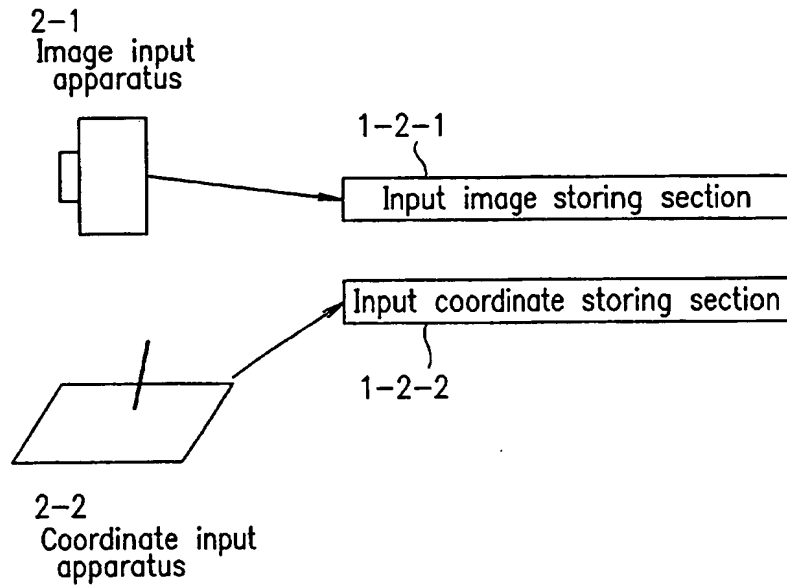 2-1
Image input
apparatus
1-2-1
Input image storing section
Input coordinate storing section
1-2-2
2-2
Coordinate input
apparatus